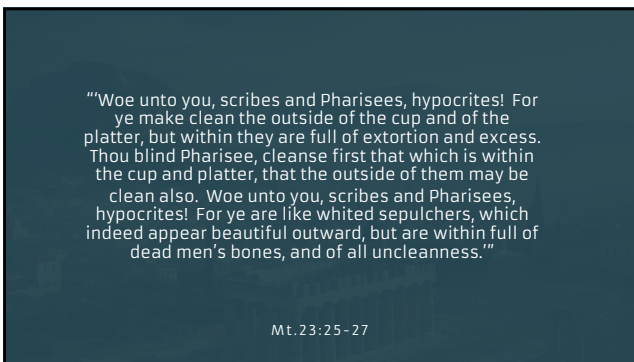 “‘Woe unto you, scribes and Pharisees, hypocrites! For
ye make clean the outside of the cup and of the
platter, but within they are full of extortion and excess.
Thou blind Pharisee, cleanse first that which is within
the cup and platter, that the outside of them may be
clean also. Woe unto you, scribes and Pharisees,
hypocrites! For ye are like whited sepulchers, which
indeed appear beautiful outward, but are within full of
dead men’s bones, and of all uncleanness.’”
Mt.23:25-27